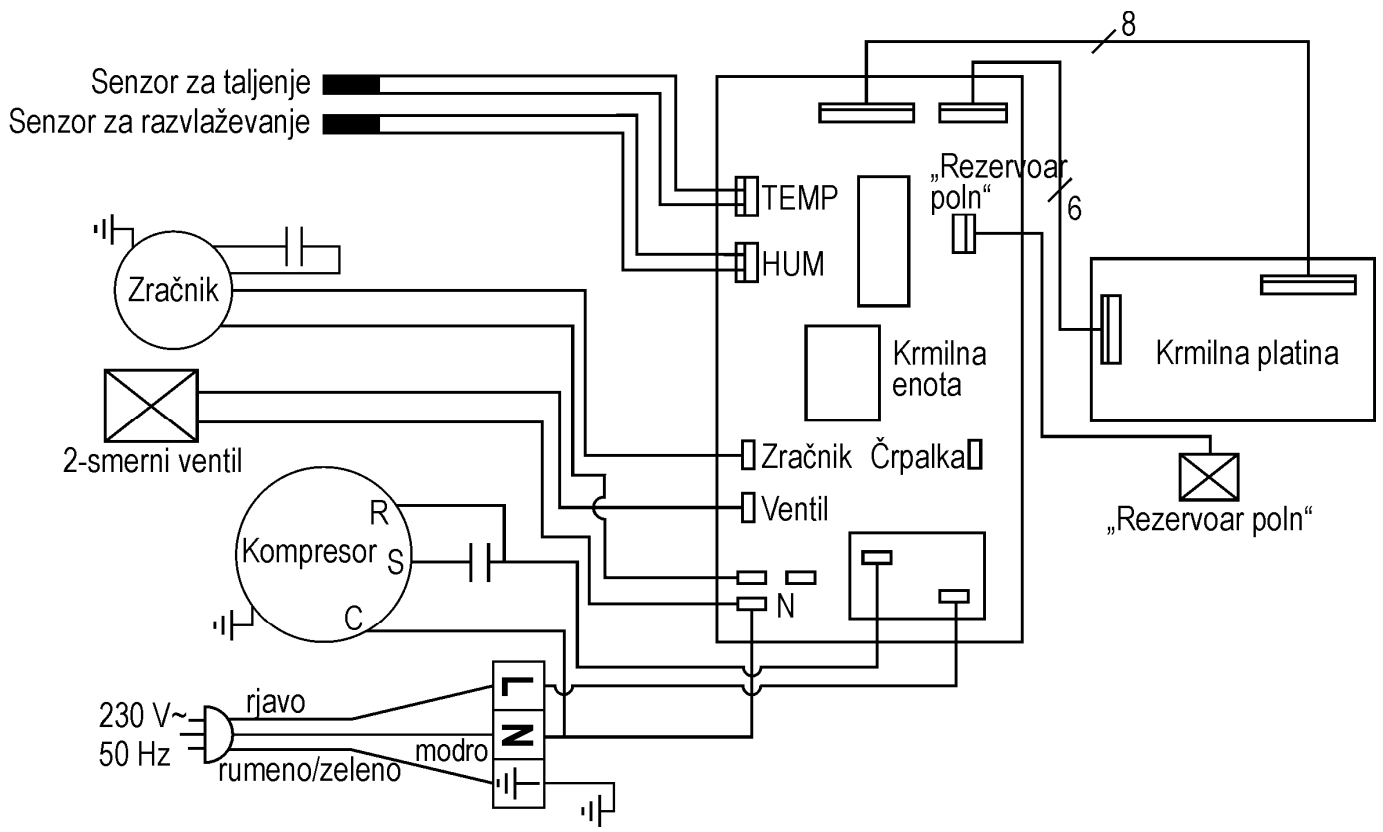 8
Senzor za taljenje
Senzor za razvlaževanje
„Rezervoar
poln“
TEMP
6
HUM
Zračnik
Krmilna
enota
Krmilna platina
2-smerni ventil
Zračnik
Črpalka
Ventil
„Rezervoar poln“
R
Kompresor
S
C
N
L
rjavo
230 V~
50 Hz
N
modro
rumeno/zeleno